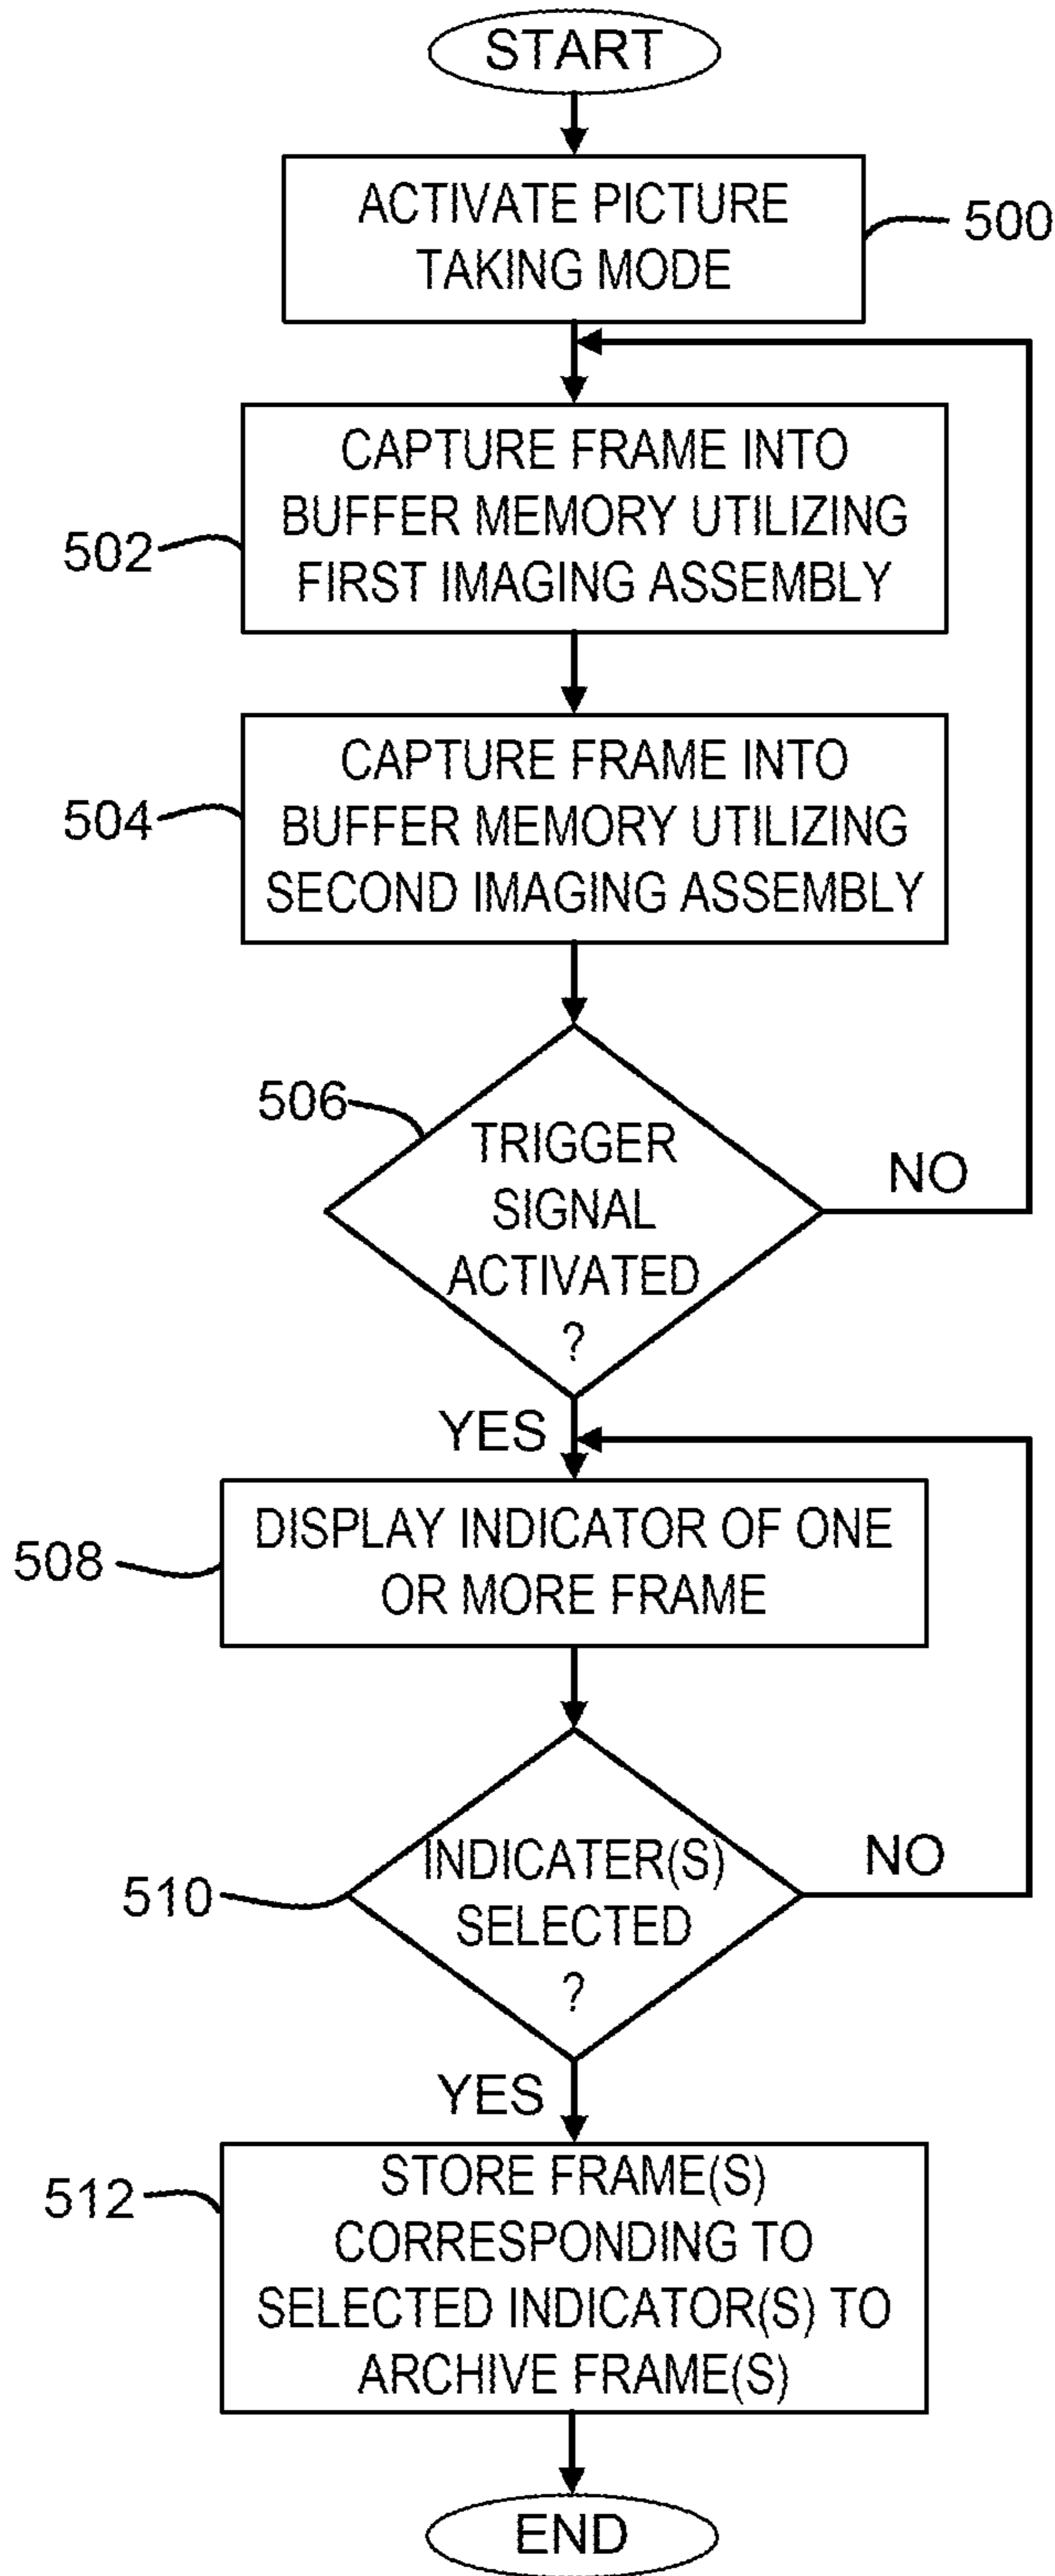 START
ACTIVATE PICTURE
TAKING MODE
500
CAPTURE FRAME INTO
BUFFER MEMORY UTILIZING
FIRST IMAGING ASSEMBLY
502
CAPTURE FRAME INTO
BUFFER MEMORY UTILIZING
SECOND IMAGING ASSEMBLY
504
506
TRIGGER
SIGNAL
ACTIVATED
?
NO
YES
DISPLAY INDICATOR OF ONE
OR MORE FRAME
508
INDICATER(S)
SELECTED
?
510
NO
YES
512
STORE FRAME(S)
CORRESPONDING TO
SELECTED INDICATOR(S) TO
ARCHIVE FRAME(S)
END